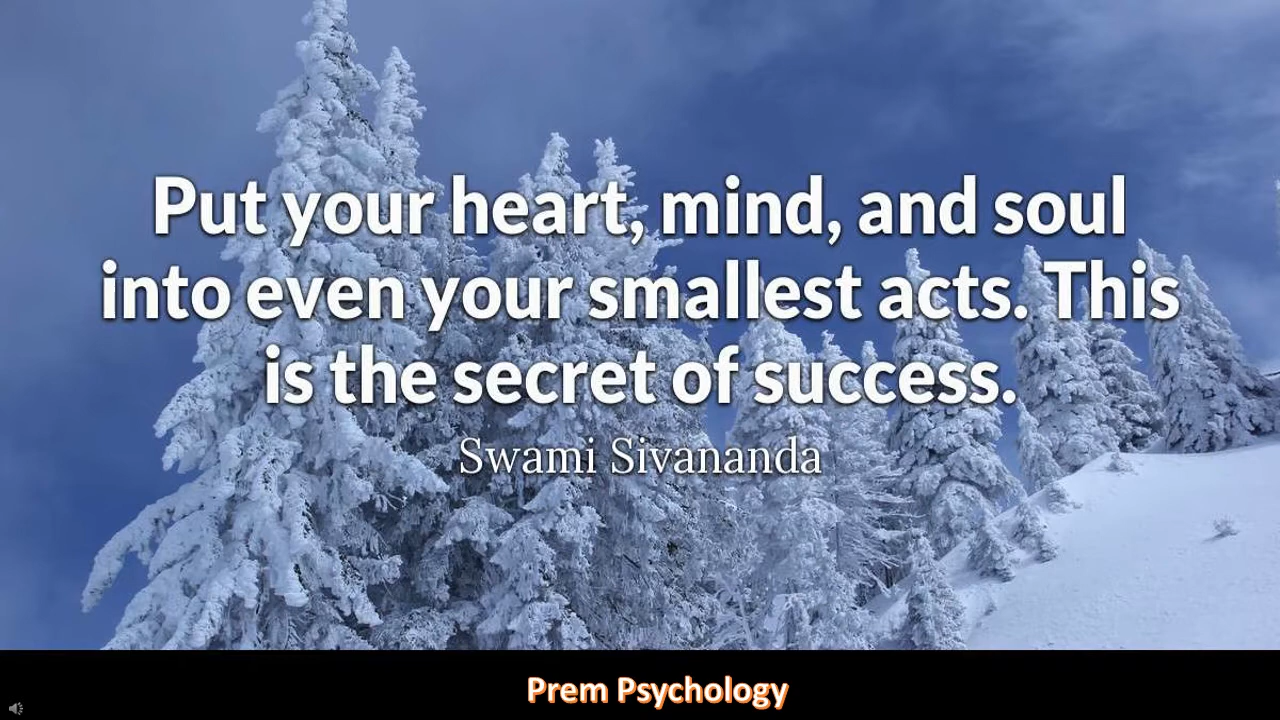 Put your heart, mind, and soul
into even your smallest acts. This
is the secret of success.
Swami Sivananda
Prem Psychology